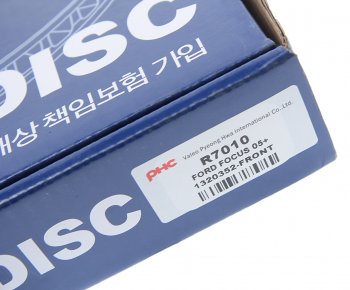 DISC
배상 책임보험 가입
PHC
Valeo Pyeong Hwa International Co.,Ltd.
R7010
FORD FOCUS 05+
1320352-FRONT
DISC